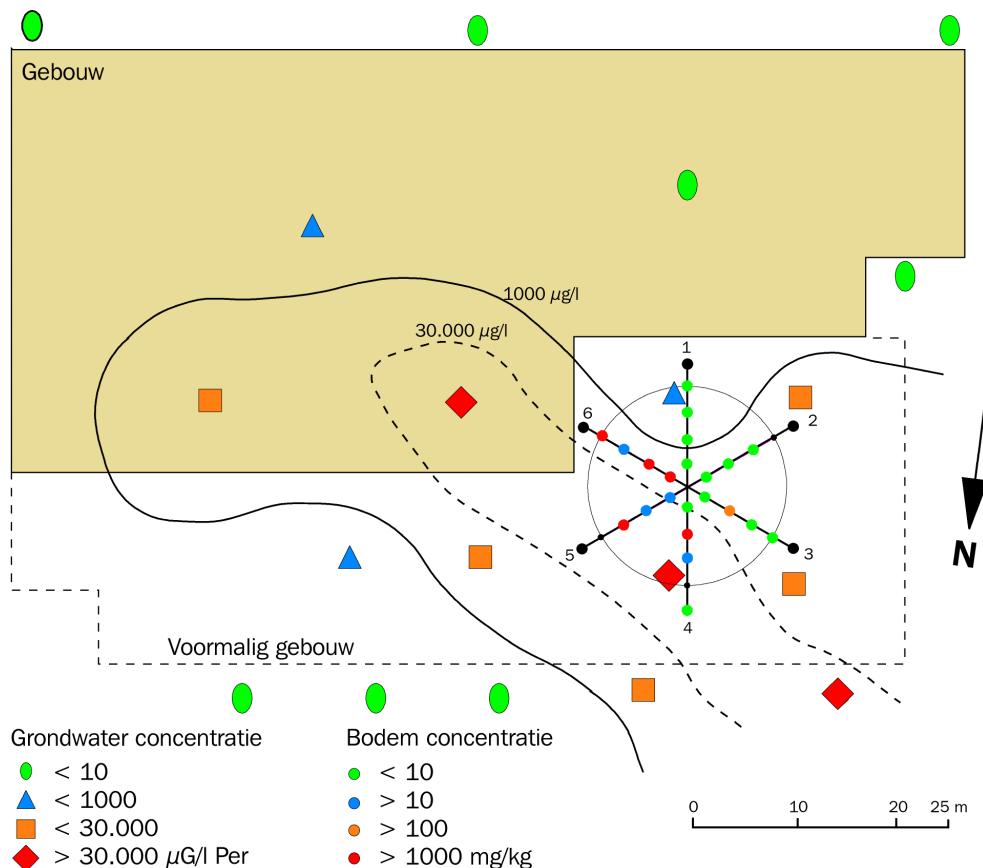 Gebouw
1000 µg/l
30.000 µg/l
1
6
2
5
3
4
N
Voormalig gebouw
Grondwater concentratie
< 10
< 1000
< 30.000
> 30.000 µG/l Per
Bodem concentratie
< 10
> 10
> 100
> 1000 mg/kg
0 10 20 25 m